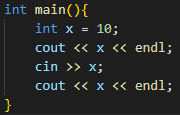 int main(){
    int x = 10;
    cout << x << endl;
    cin >> x;
    cout << x << endl;
}